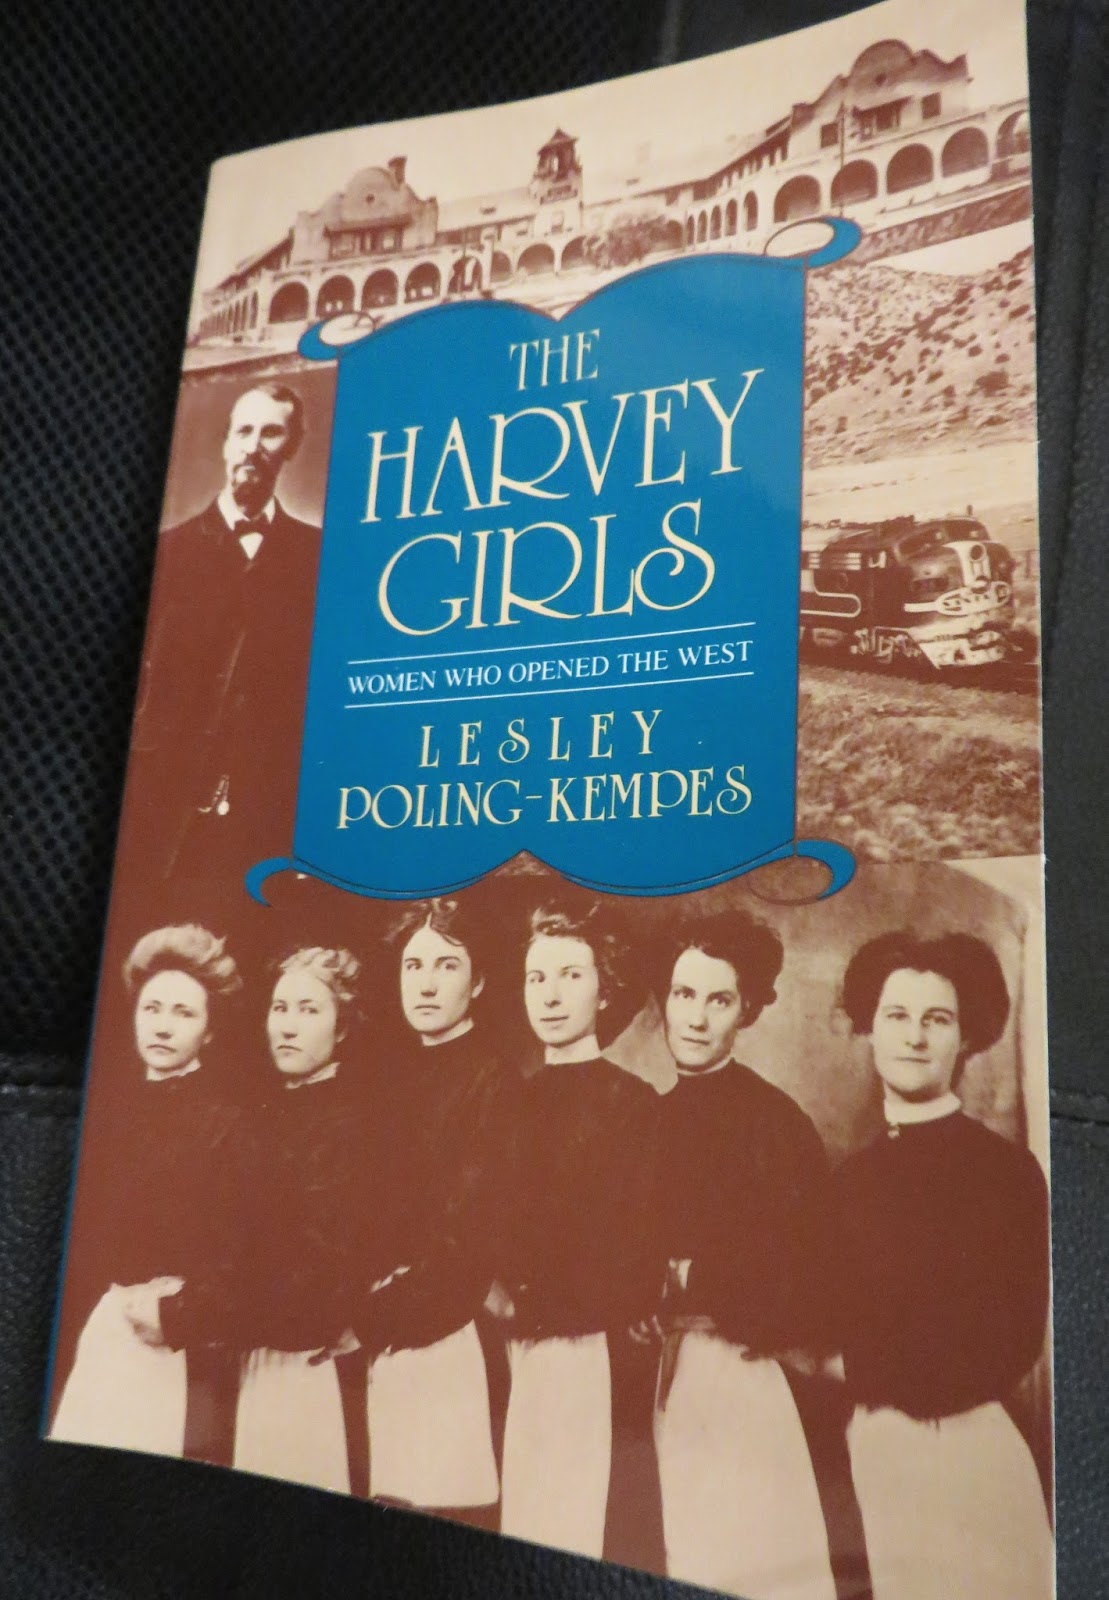 THE
HARVEY
GIRLS
WOMEN WHO OPENED THE WEST
LESLEY
POLING-KEMPES